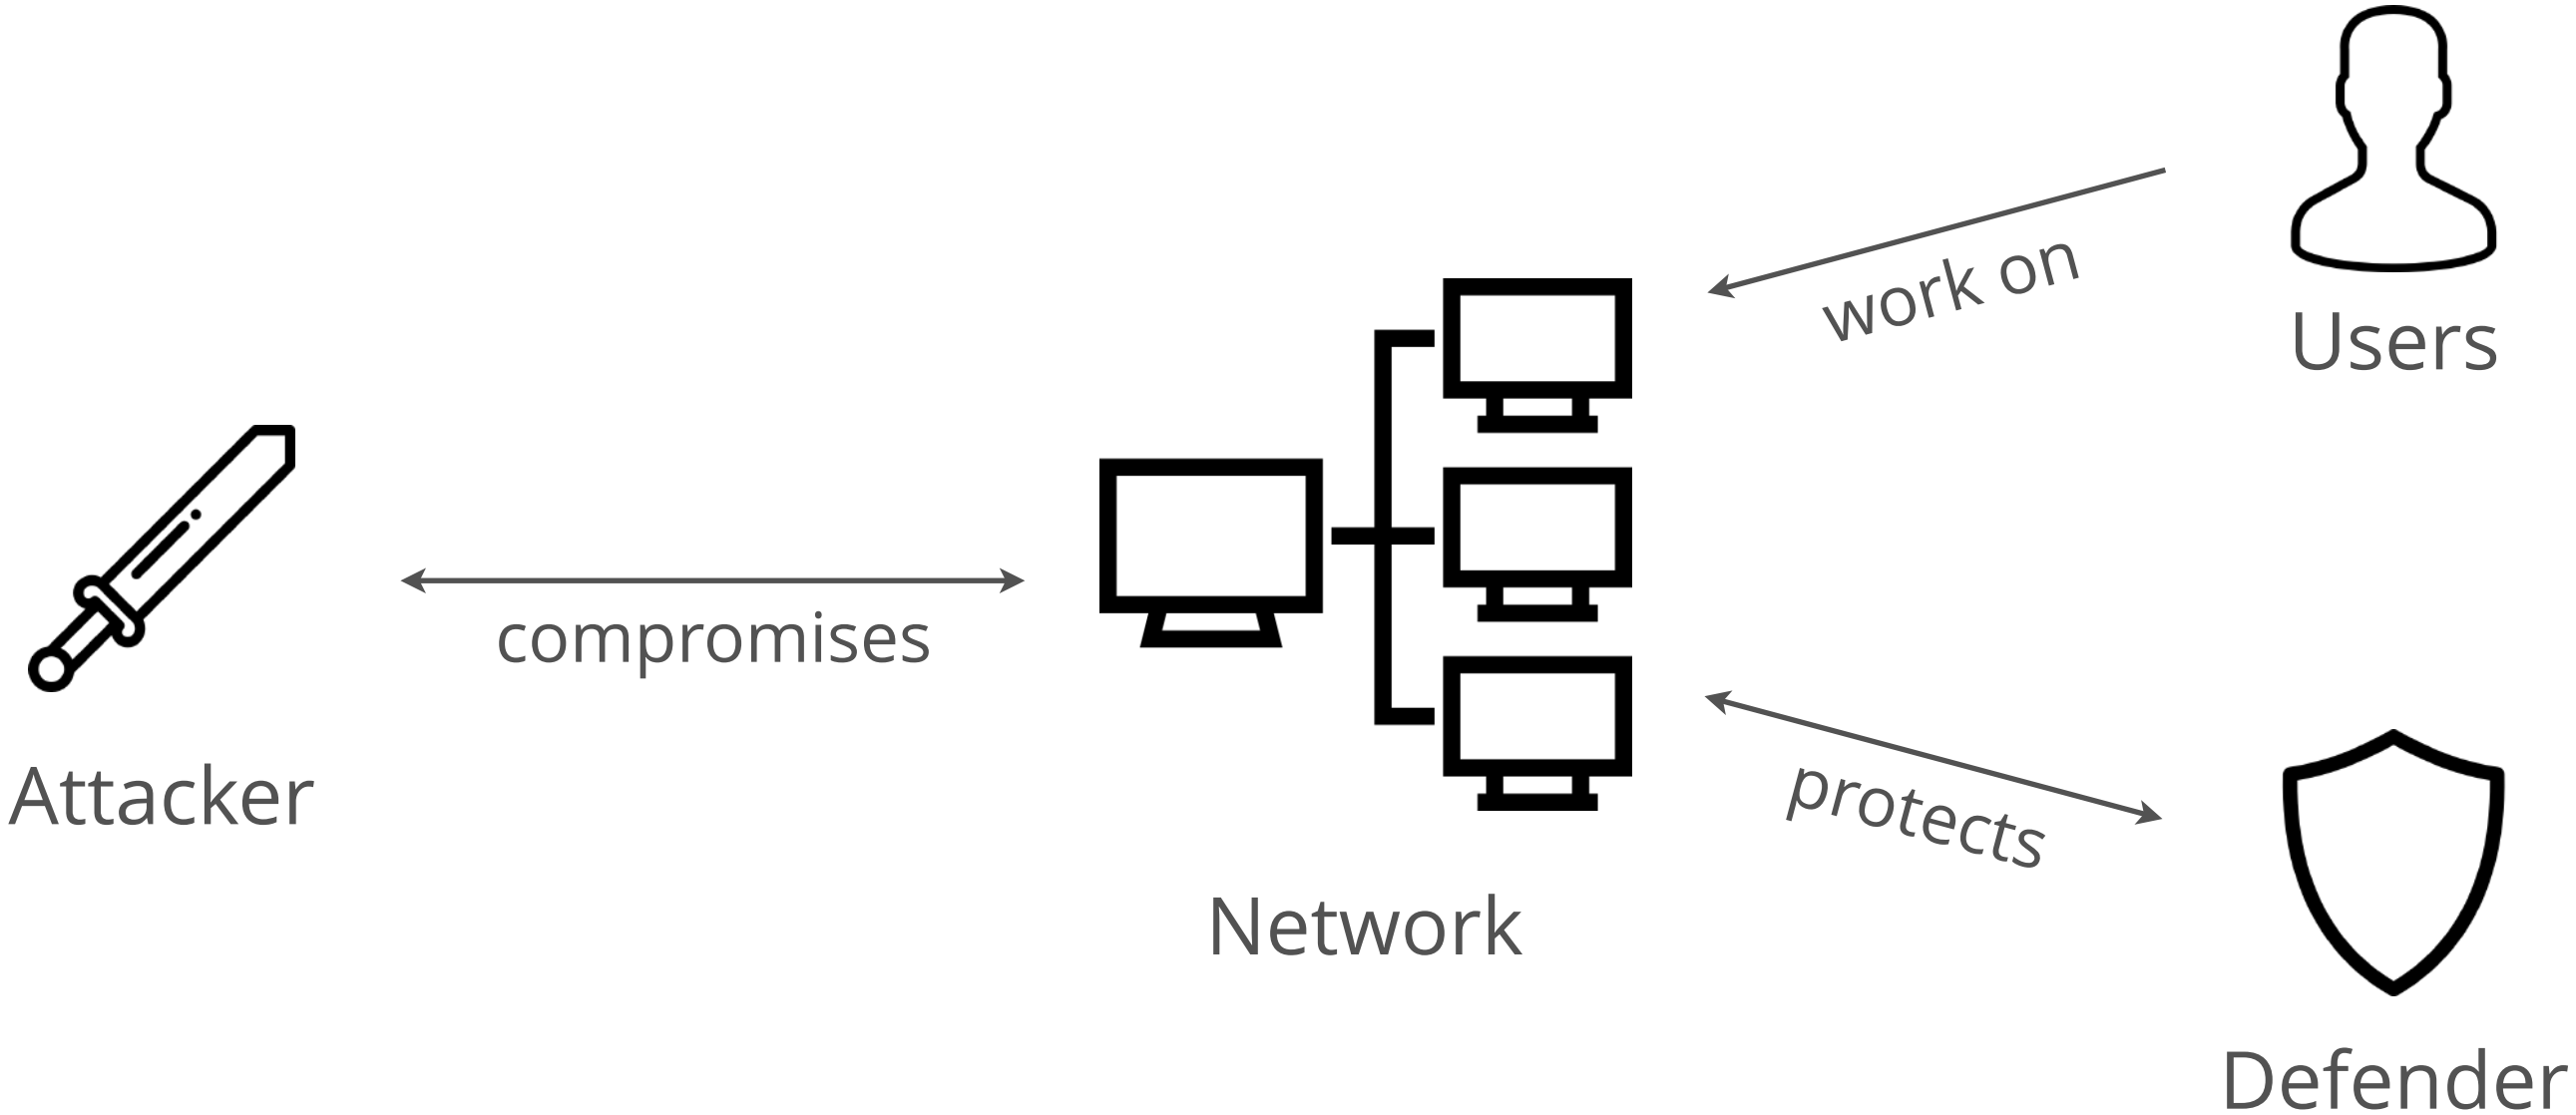 work on
Users
compromises
Attacker
protects
Network
Defender